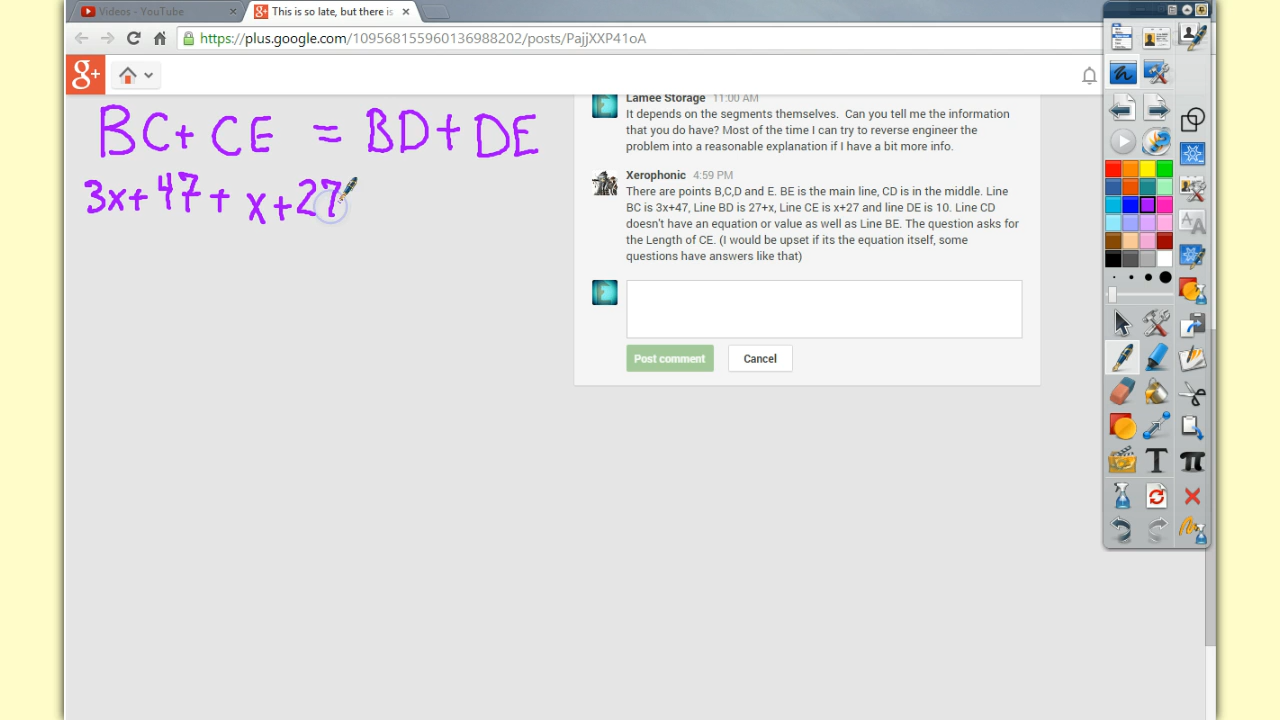 Videos - YouTube
This is so late, but there is
plus.google.com/posts/PajjXXP41oA
g+
BC+ CE = BD+ DE
3x+47+ x+27
Lamee Storage 11:00 AM
It depends on the segments themselves. Can you tell me the information
that you do have? Most of the time I can try to reverse engineer the
problem into a reasonable explanation if I have a bit more info.
Xerophonic 4:59 PM
There are points B,C,D and E. BE is the main line, CD is in the middle. Line
BC is 3x+47, Line BD is 27+x, Line CE is x+27 and line DE is 10. Line CD
doesn't have an equation or value as well as Line BE. The question asks for
the Length of CE. (I would be upset if its the equation itself, some
questions have answers like that)
Post comment
Cancel